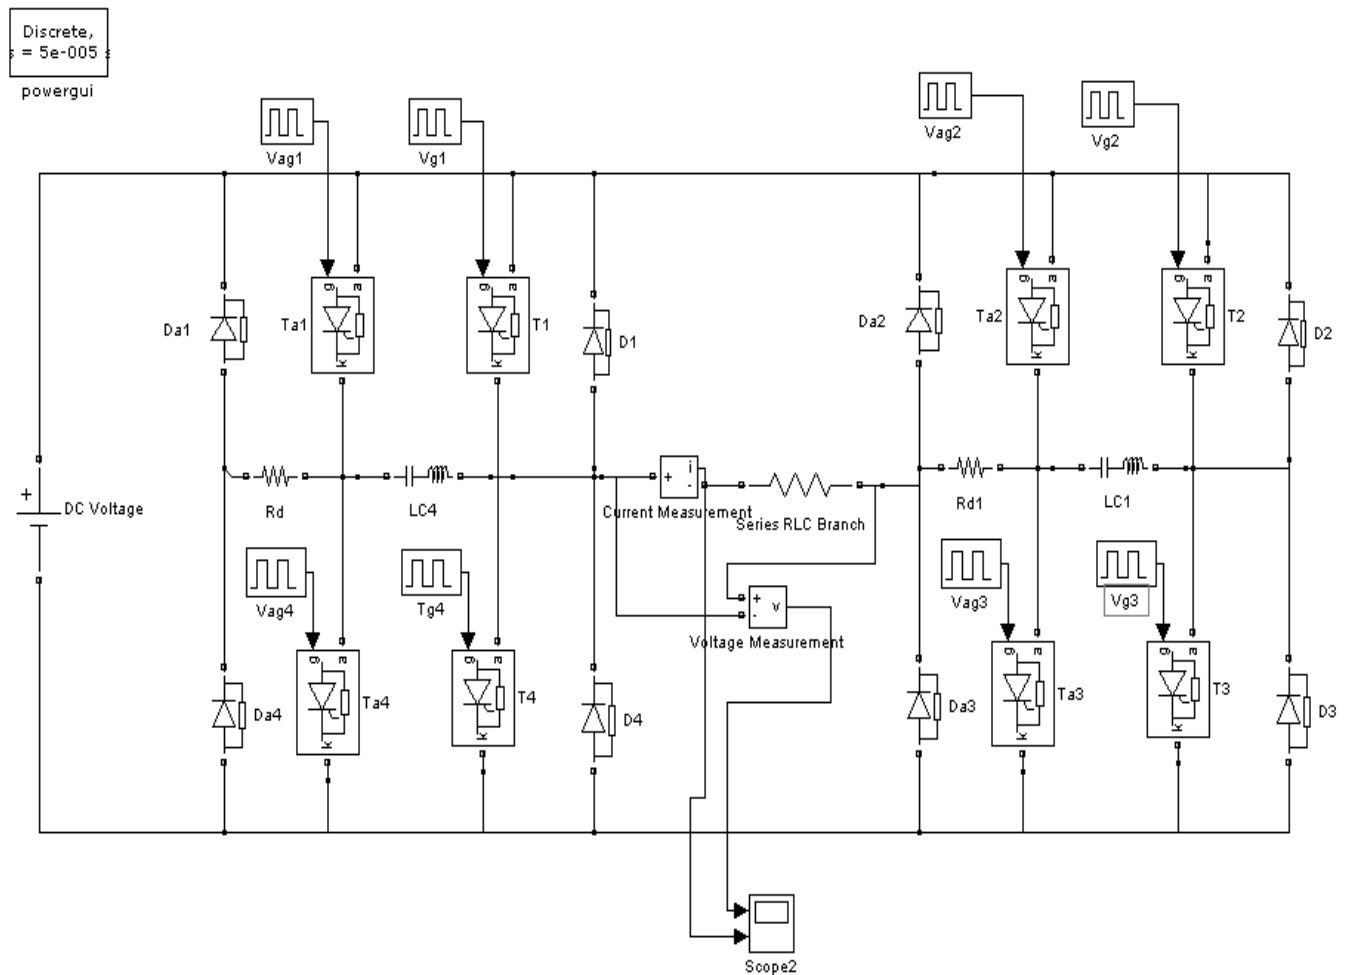 Discrete,
s = 5e-005 s
powergui
Vag1
Vg1
Vag2
Vg2
g
a
k
Da1
Ta1
g
a
k
T1
D1
Da2
g
a
k
Ta2
g
a
k
T2
D2
+
DC Voltage
Rd
LC4
+
i
-
Current Measurement
Series RLC Branch
Rd1
LC1
Vag4
Tg4
+
-
v
Voltage Measurement
Vag3
Vg3
g
a
k
Da4
Ta4
g
a
k
T4
D4
Da3
g
a
k
Ta3
g
a
k
T3
D3
Scope2